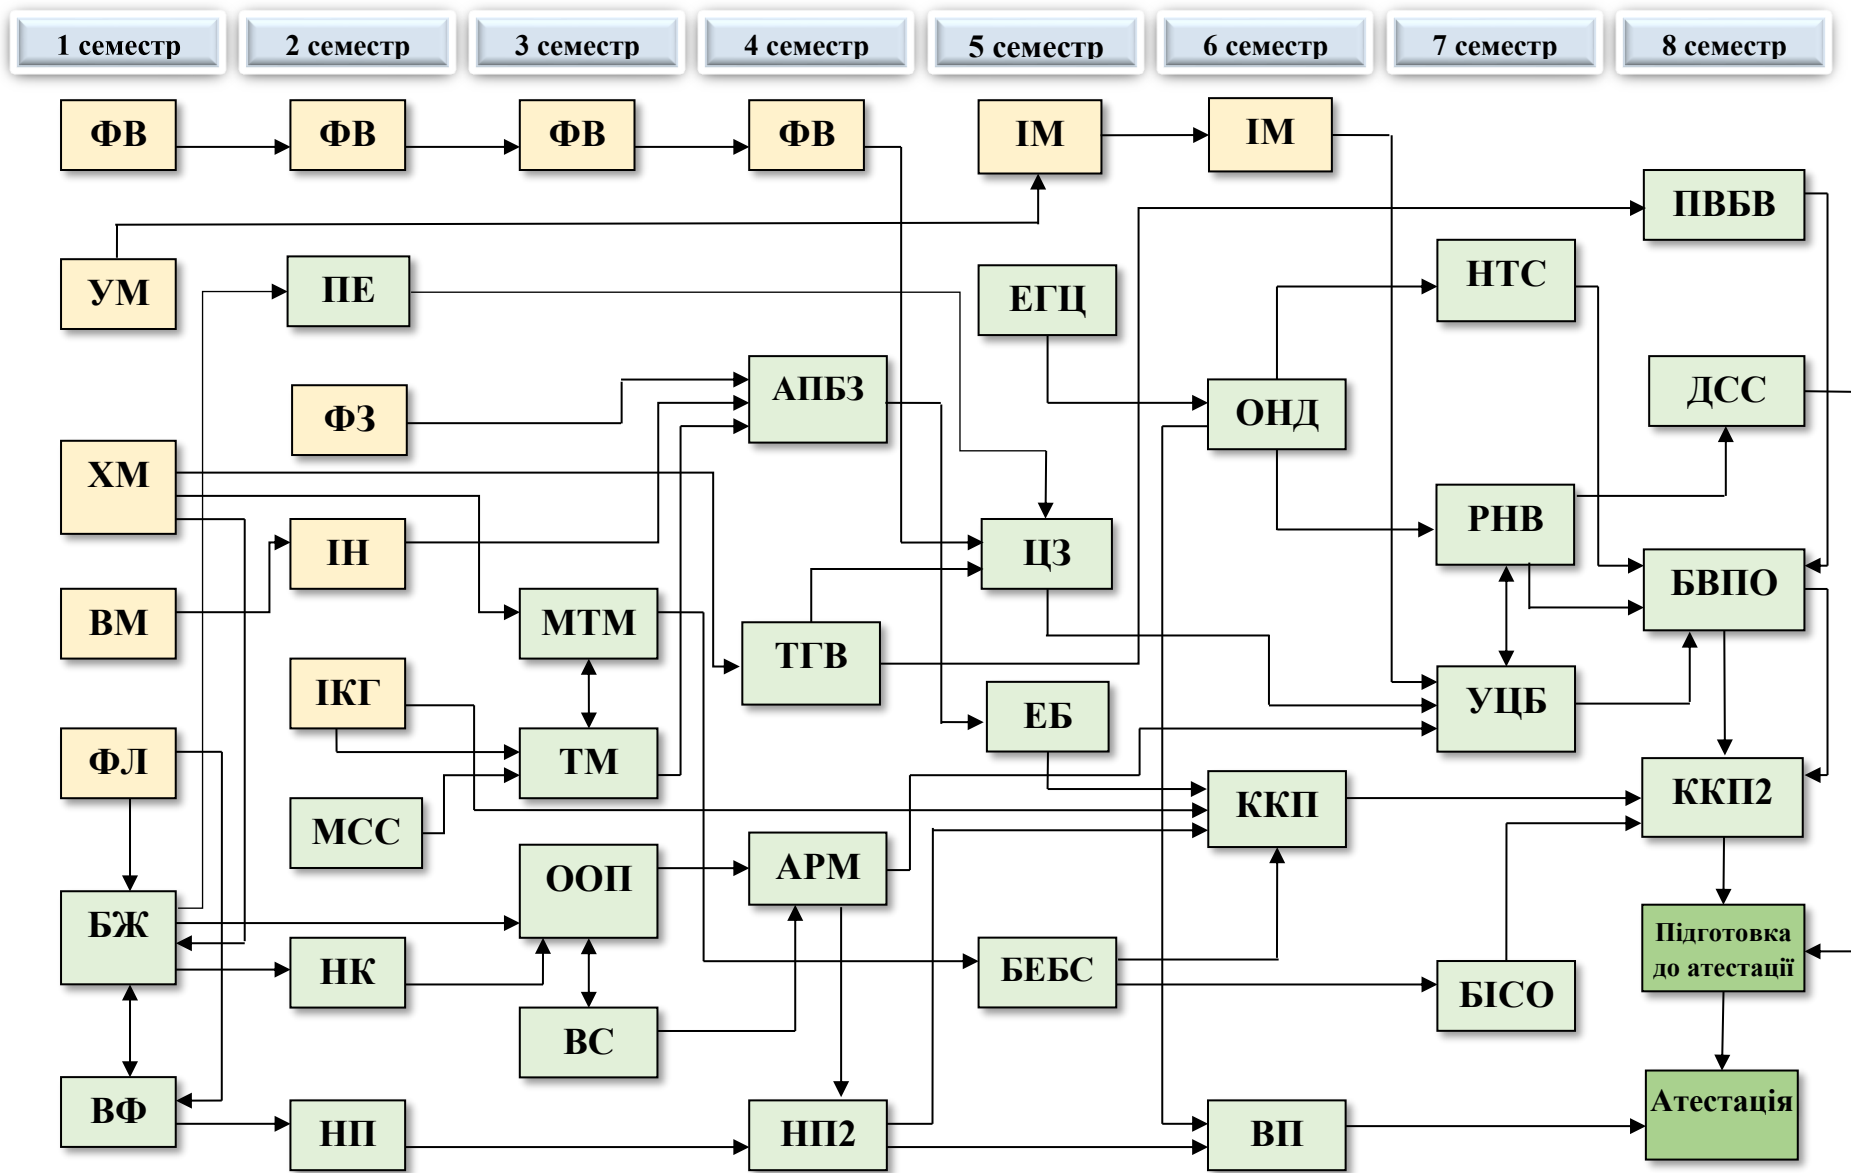 1 семестр
2 семестр
3 семестр
4 семестр
5 семестр
6 семестр
7 семестр
8 семестр
ФВ
ФВ
ФВ
ФВ
ІМ
ІМ
ПВБВ
УМ
ПЕ
ЕГЦ
НТС
ФЗ
АПБЗ
ОНД
ДСС
ХМ
ІН
ЦЗ
РНВ
БВПО
ВМ
МТМ
ТГВ
ІКГ
ЕБ
УЦБ
ФЛ
ТМ
ККП
ККП2
МСС
ООП
АРМ
БЖ
НК
БЕБС
БІСО
Підготовка
до атестації
ВС
ВФ
НП
НП2
ВП
Атестація